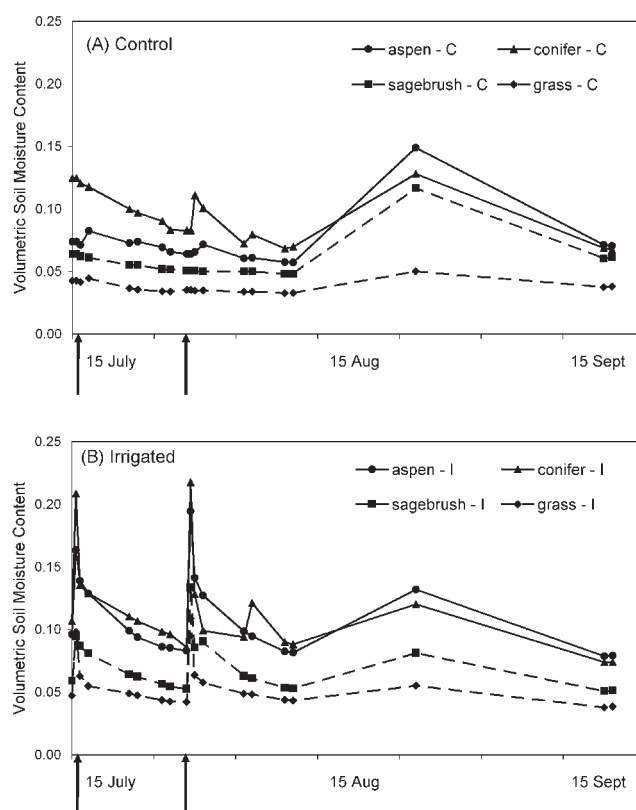 (A) Control
aspen - C
conifer - C
sagebrush - C
grass - C
Volumetric Soil Moisture Content
0.25
0.20
0.15
0.10
0.05
0.00
15 July
15 Aug
15 Sept
(B) Irrigated
aspen - I
conifer - I
sagebrush - I
grass - I
Volumetric Soil Moisture Content
0.25
0.20
0.15
0.10
0.05
0.00
15 July
15 Aug
15 Sept